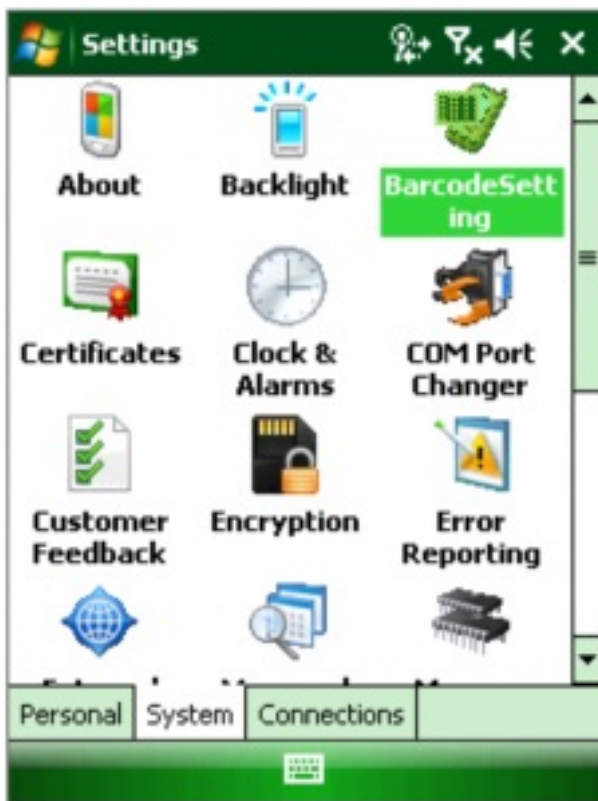 Settings
About
Backlight
BarcodeSett
ing
Certificates
Clock &
Alarms
COM Port
Changer
Customer
Feedback
Encryption
Error
Reporting
Personal
System
Connections